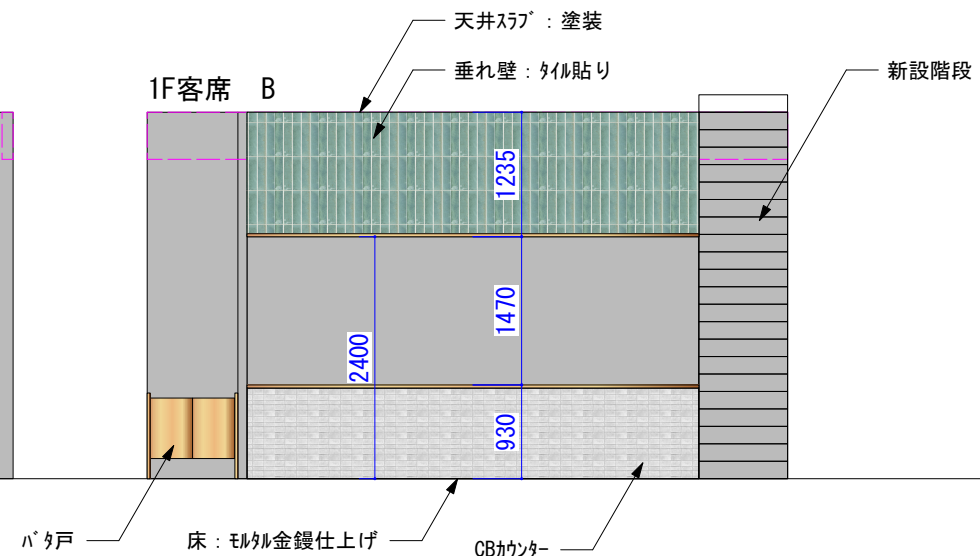 天井ｽﾗﾌﾞ：塗装
垂れ壁：ﾀｲﾙ貼り
新設階段
1F客席　B
1235
1470
2400
930
ﾊﾞﾀ戸
床：ﾓﾙﾀﾙ金鏝仕上げ
CBｶｳﾝﾀｰ